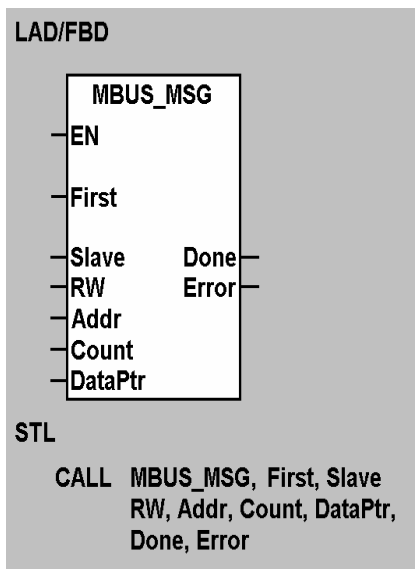 LAD/FBD
MBUS_MSG
EN
First
Slave Done
RW Error
Addr
Count
DataPtr
STL
CALL MBUS_MSG, First, Slave
RW, Addr, Count, DataPtr,
Done, Error